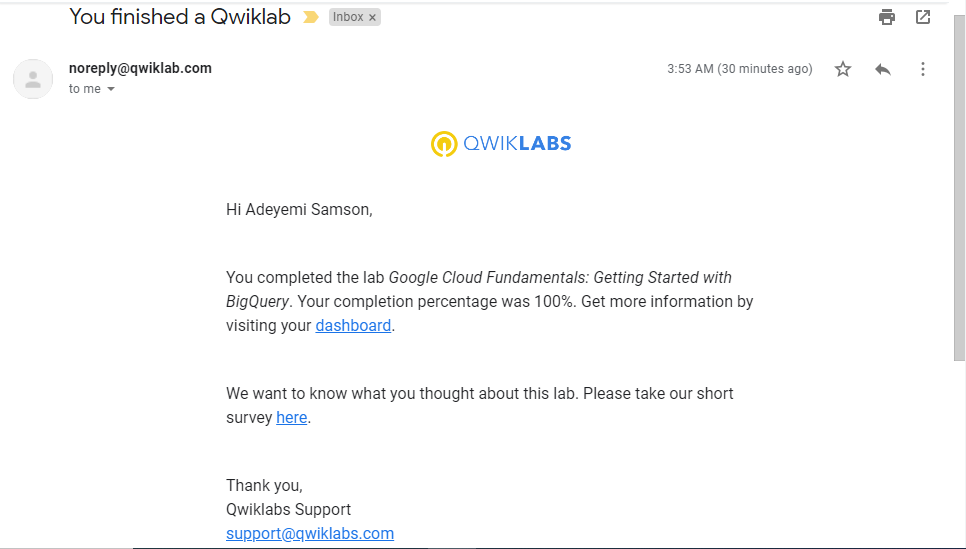 You finished a Qwiklab
Inbox ×
noreply@qwiklab.com
3:53 AM (30 minutes ago)
to me
QWIKLABS
Hi Adeyemi Samson,
You completed the lab Google Cloud Fundamentals: Getting Started with
BigQuery. Your completion percentage was 100%. Get more information by
visiting your dashboard.
We want to know what you thought about this lab. Please take our short
survey here.
Thank you,
Qwiklabs Support
support@qwiklabs.com